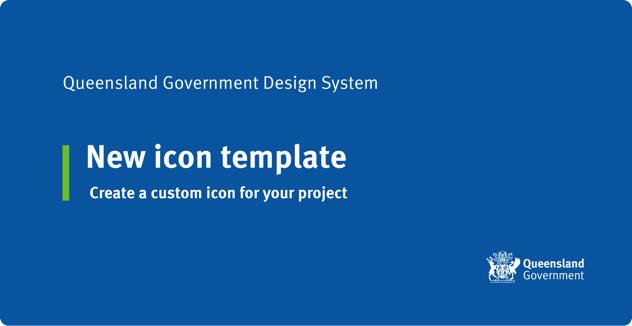 Queensland Government Design System
New icon template
Create a custom icon for your project
Queensland
Government